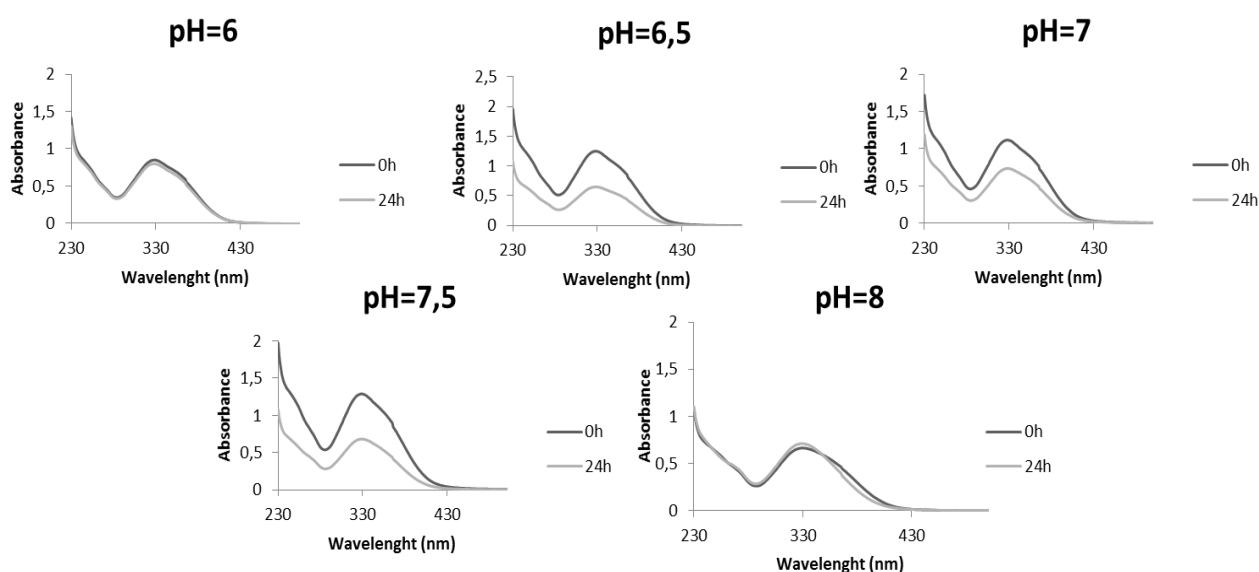 pH=6
2
1,5
1
0,5
0
Absorbance
230 330 430
Wavelenght (nm)
0h
24h
pH=6,5
2,5
2
1,5
1
0,5
0
Absorbance
230 330 430
Wavelenght (nm)
0h
24h
pH=7
2
1,5
1
0,5
0
Absorbance
230 330 430
Wavelenght (nm)
0h
24h
pH=7,5
2
1,5
1
0,5
0
Absorbance
230 330 430
Wavelenght (nm)
0h
24h
pH=8
2
1,5
1
0,5
0
Absorbance
230 330 430
Wavelenght (nm)
0h
24h